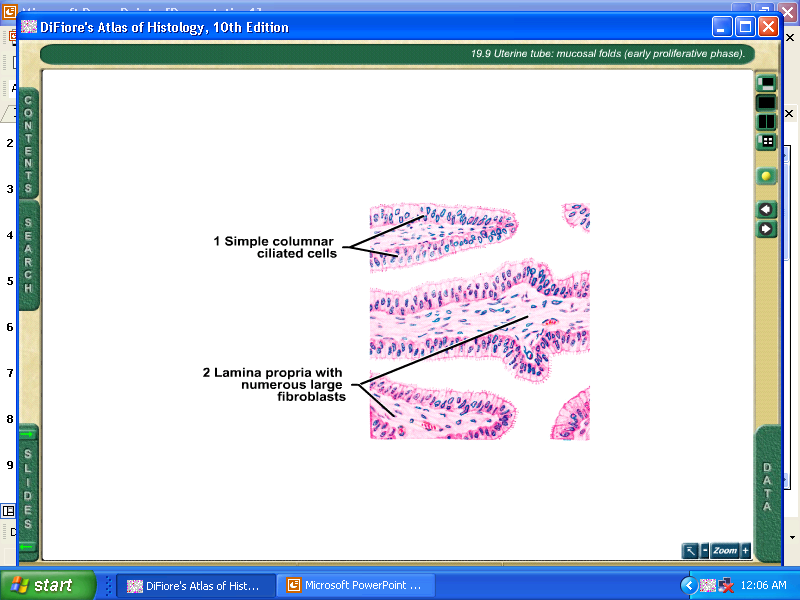 DiFiore's Atlas of Histology, 10th Edition
19.9 Uterine tube: mucosal folds (early proliferative phase).
CONTENTS
SEARCH
SLIDES
DATA
2
3
4
5
6
7
8
9
1 Simple columnar
ciliated cells
2 Lamina propria with
numerous large
fibroblasts
- Zoom +
start
DiFiore's Atlas of Hist...
Microsoft PowerPoint ...
12:06 AM